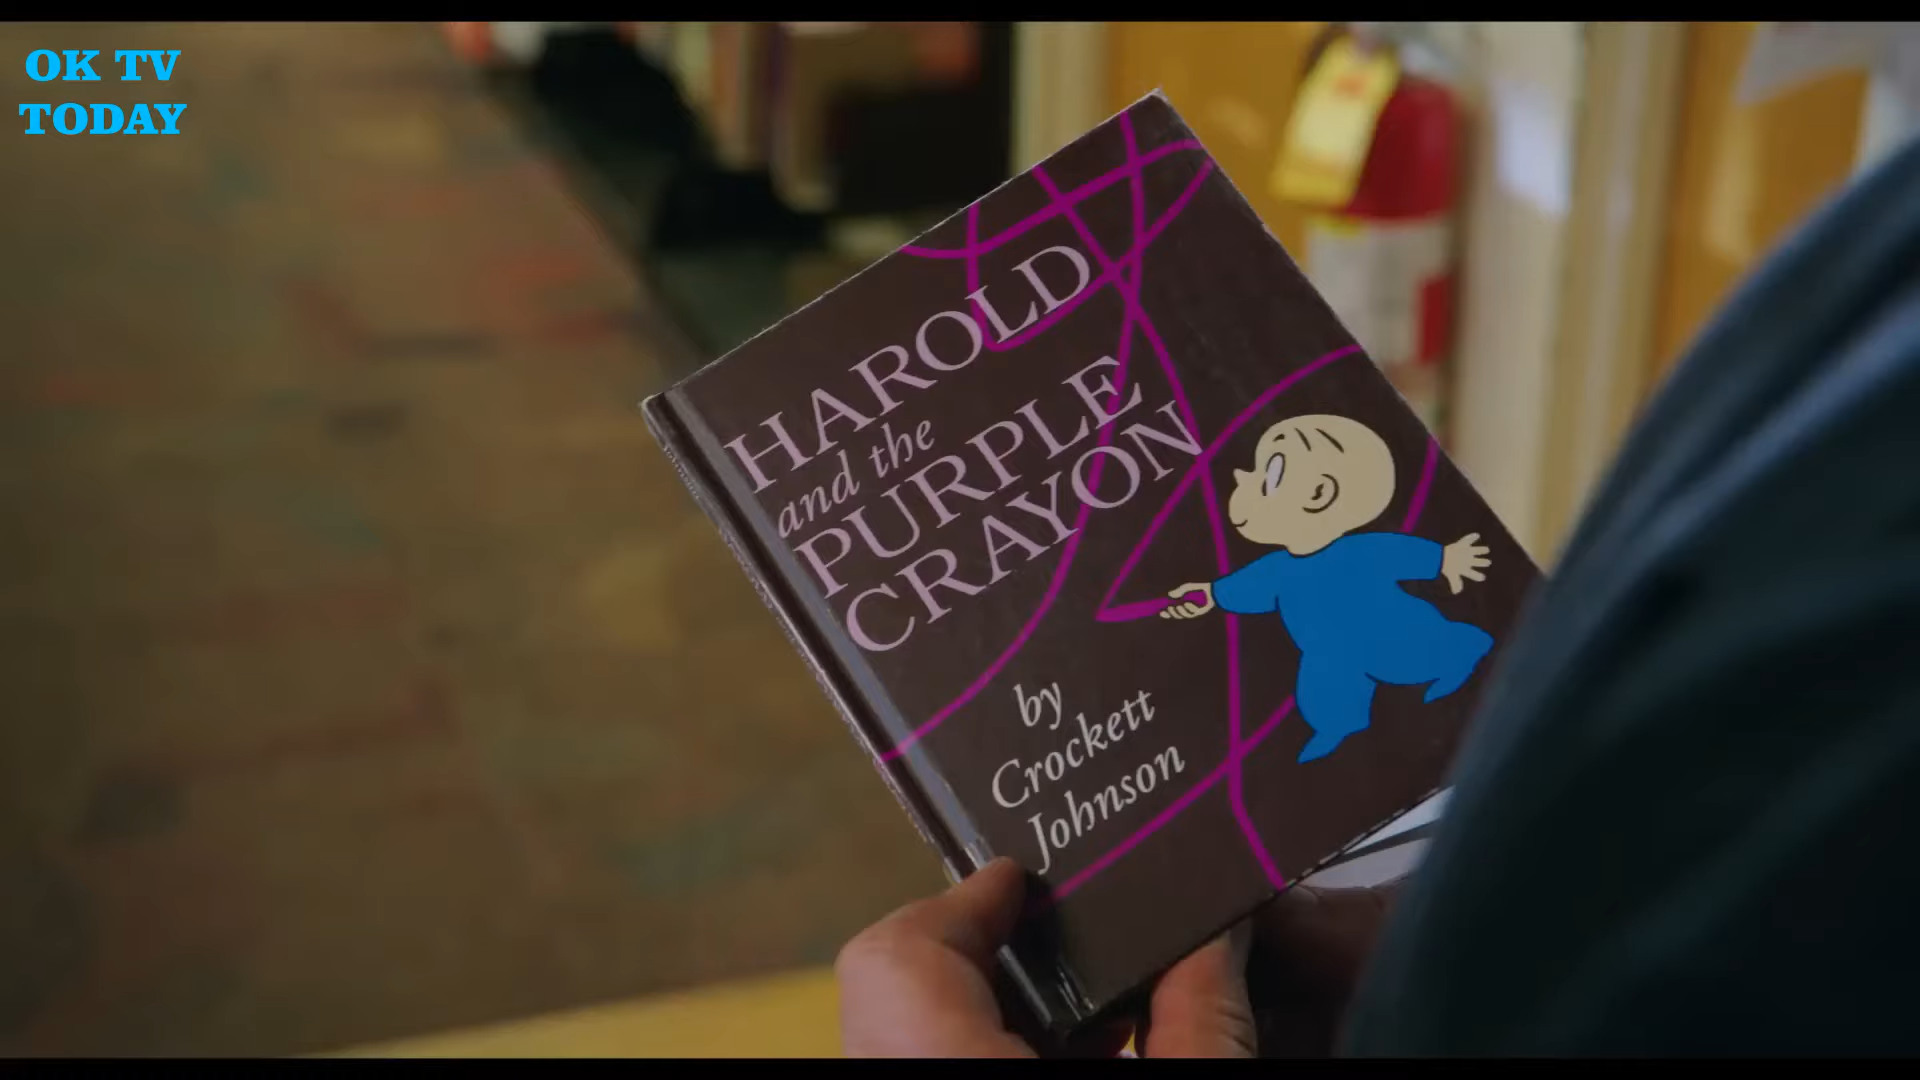 OK TV
TODAY
HAROLD
and the
PURPLE
CRAYON
by
Crockett
Johnson